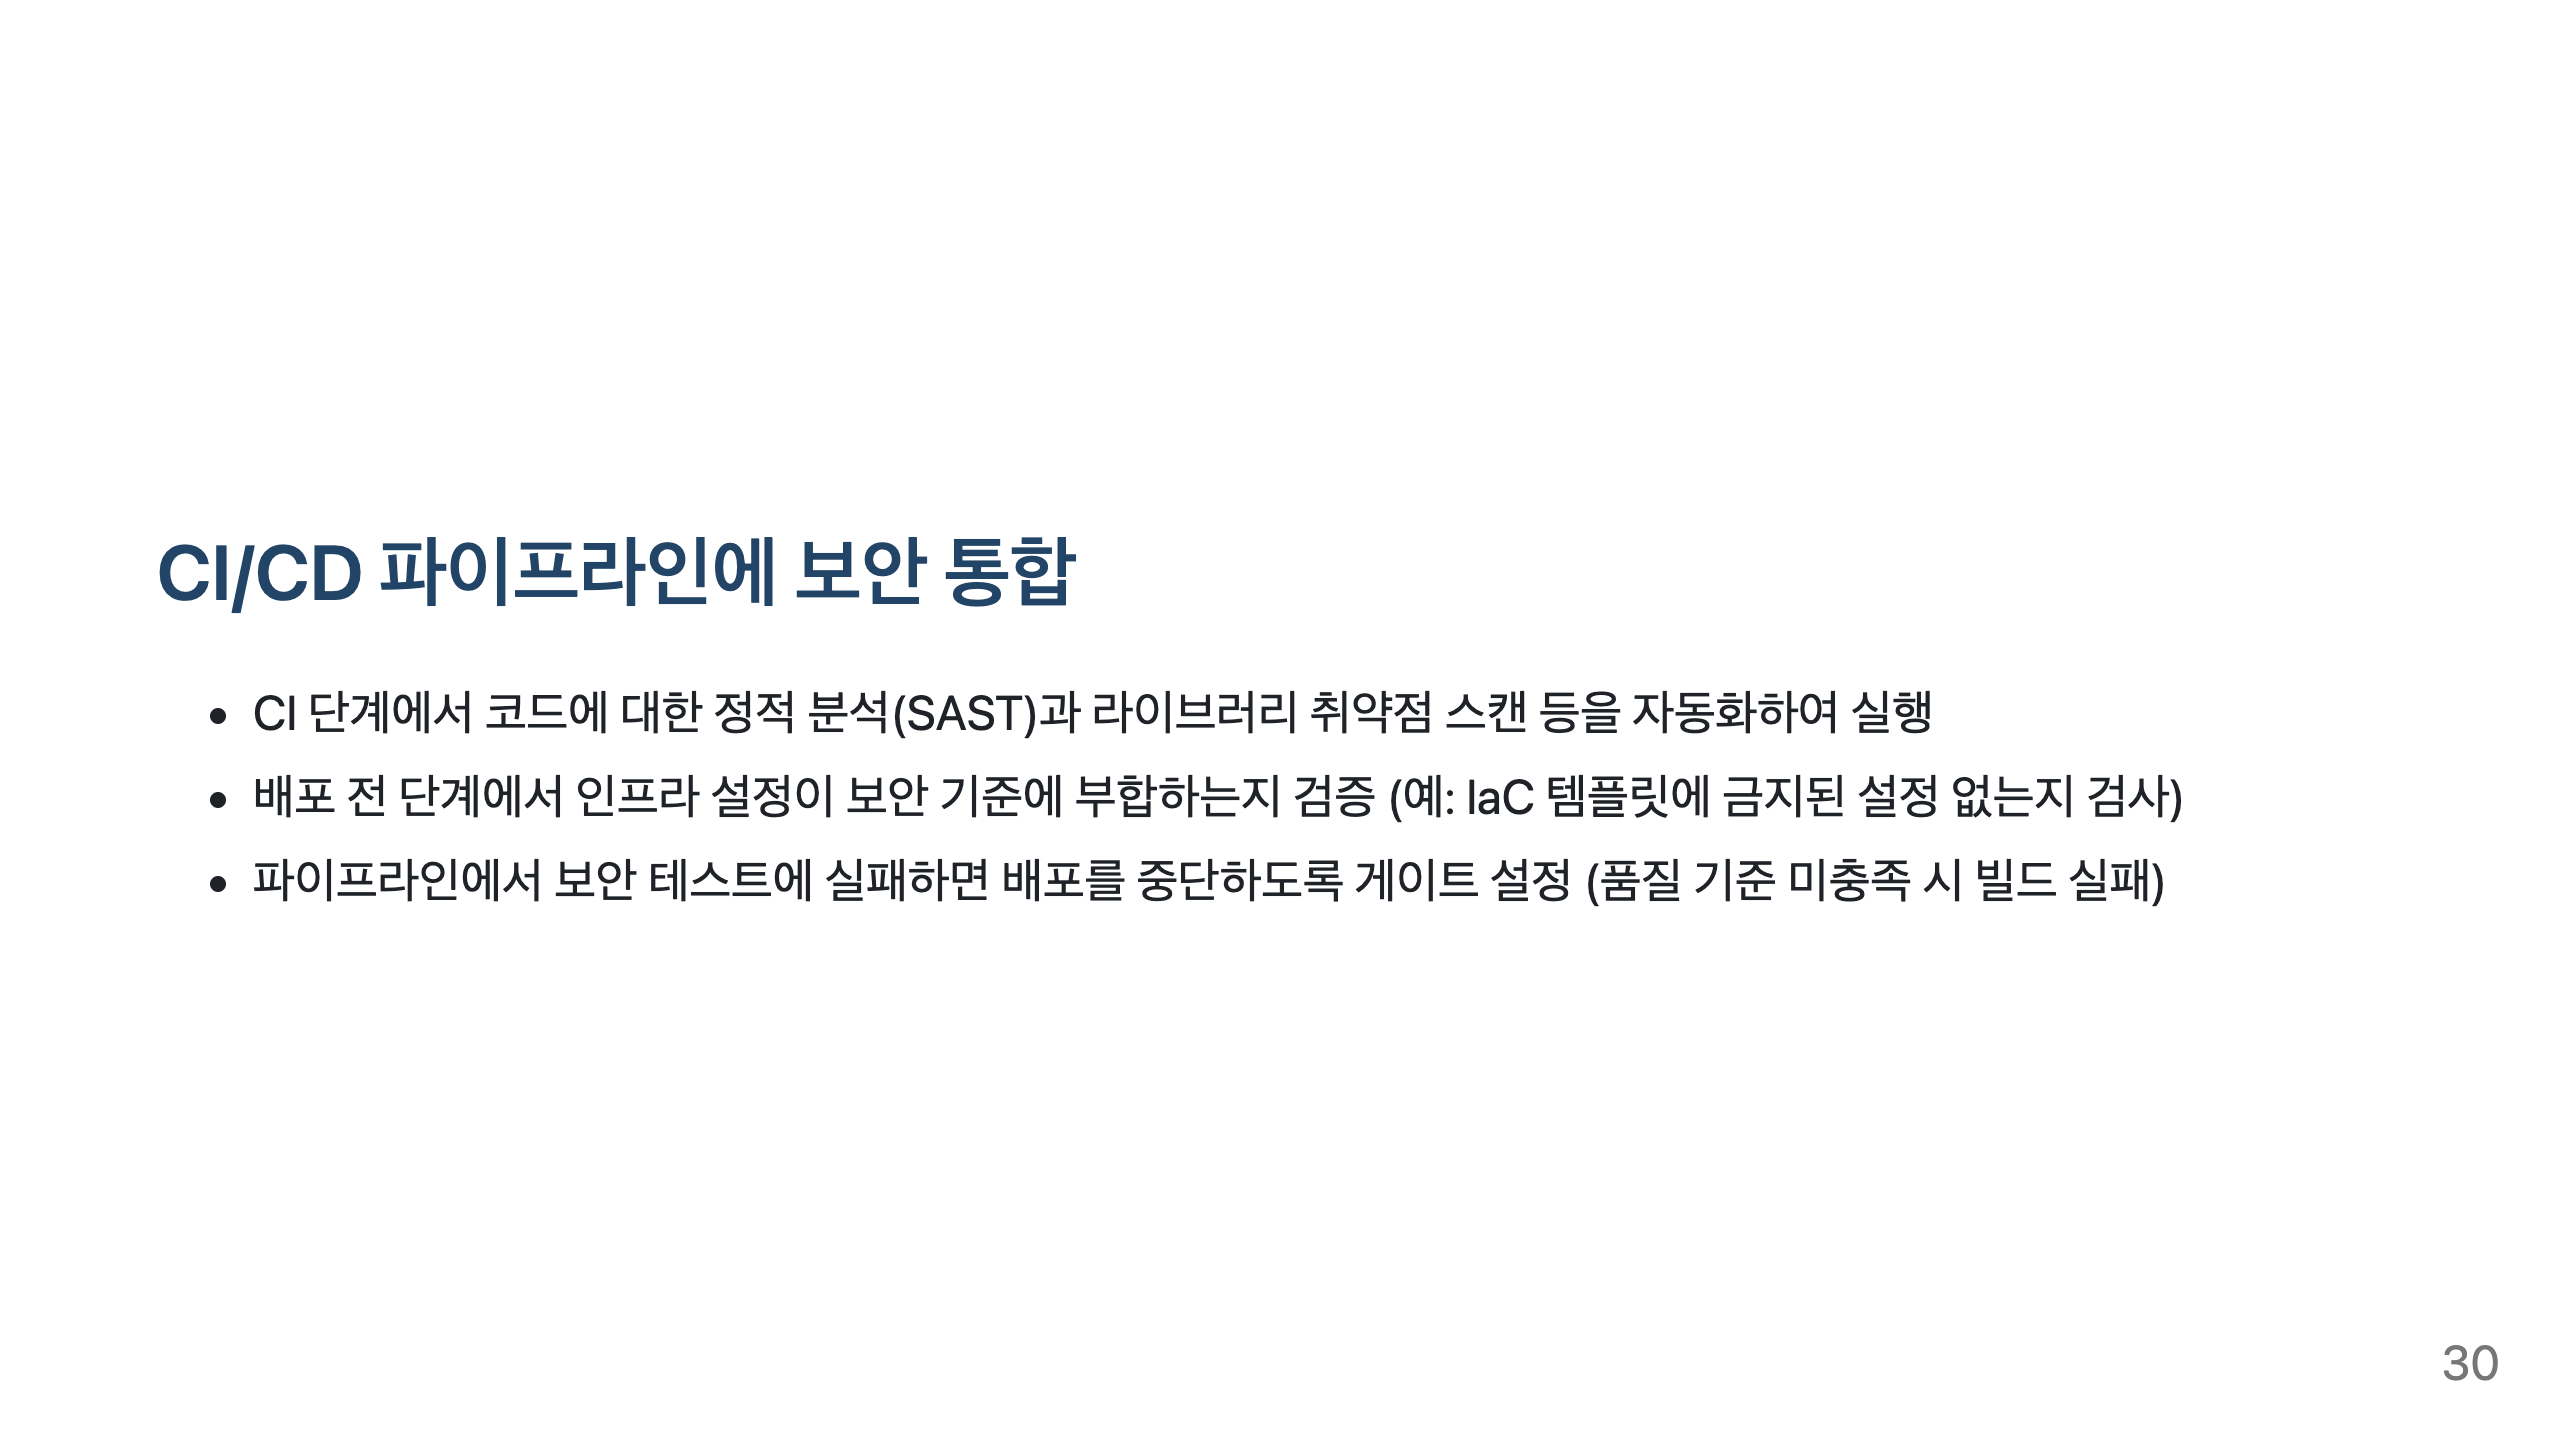 CI/CD 파이프라인에 보안 통합
• CI 단계에서 코드에 대한 정적 분석(SAST)과 라이브러리 취약점 스캔 등을 자동화하여 실행
• 배포 전 단계에서 인프라 설정이 보안 기준에 부합하는지 검증 (예: IaC 템플릿에 금지된 설정 없는지 검사)
• 파이프라인에서 보안 테스트에 실패하면 배포를 중단하도록 게이트 설정 (품질 기준 미충족 시 빌드 실패)
30